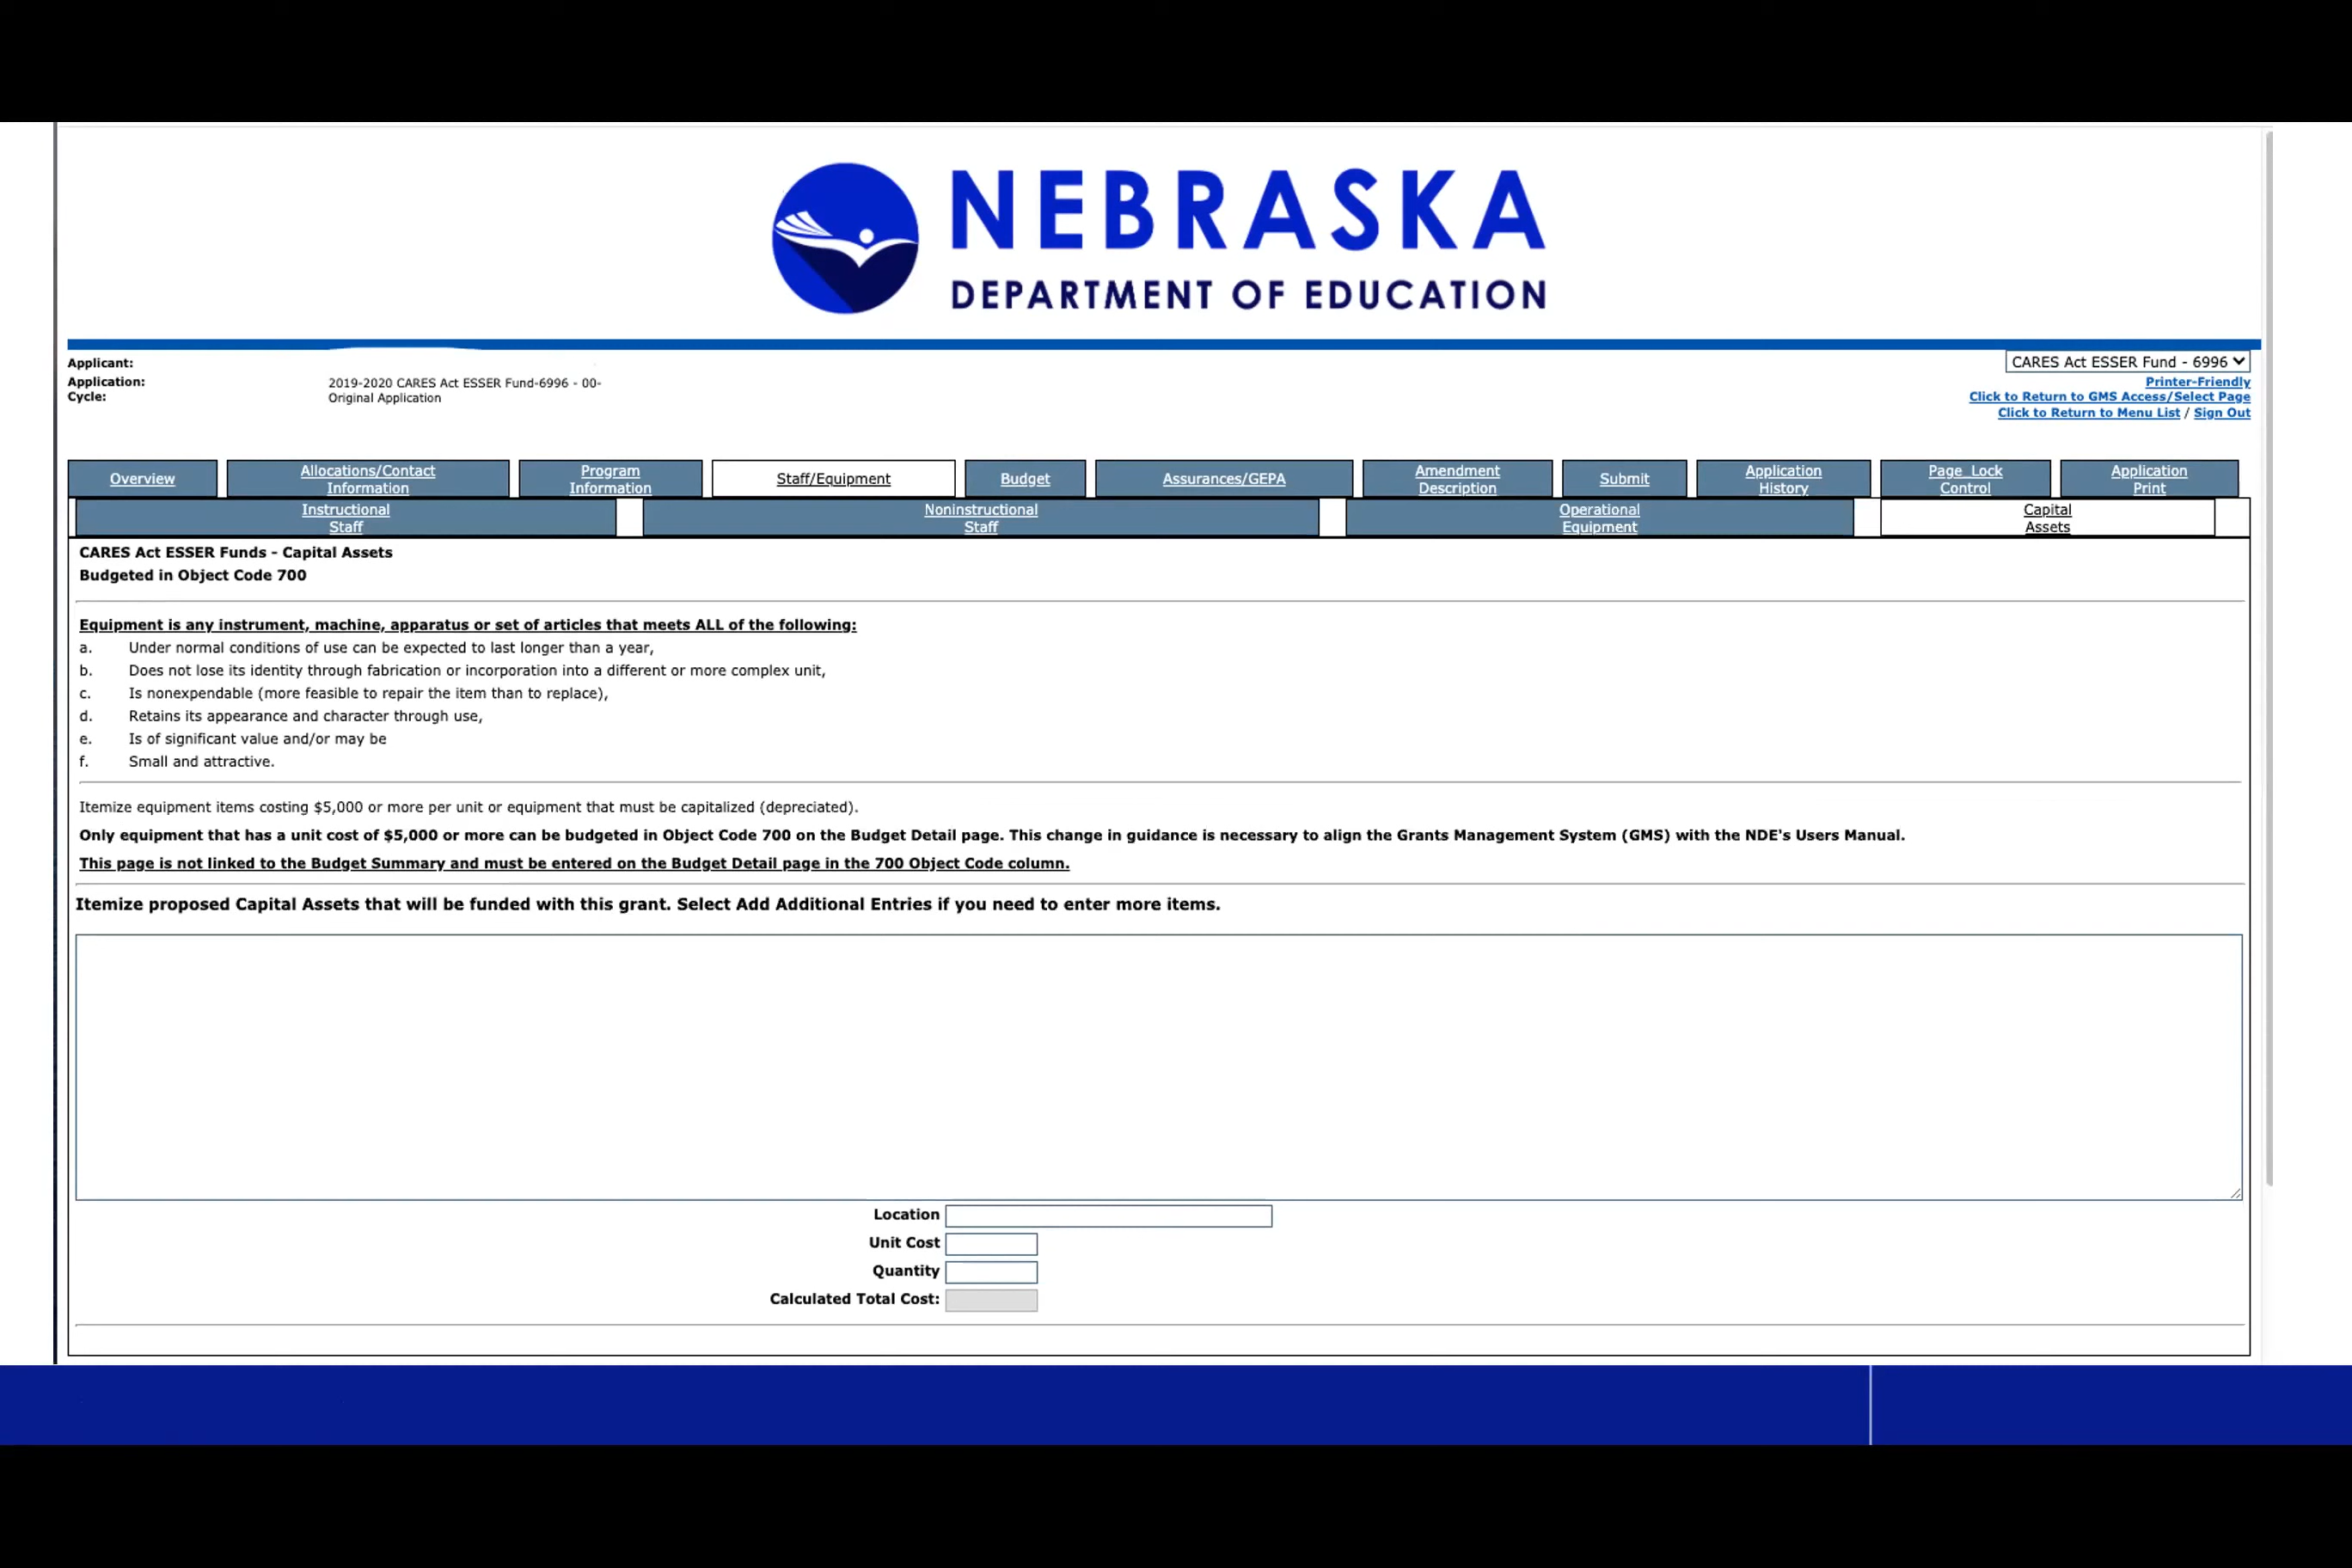 NEBRASKA
DEPARTMENT OF EDUCATION
Applicant:
Application: 2019-2020 CARES Act ESSER Fund-6996 - 00-
Cycle: Original Application
CARES Act ESSER Fund - 6996
Printer-Friendly
Click to Return to GMS Access/Select Page
Click to Return to Menu List / Sign Out
Overview
Allocations/Contact
Information
Program
Information
Staff/Equipment
Budget
Assurances/GEPA
Amendment
Description
Submit
Application
History
Page_Lock
Control
Application
Print
Instructional
Staff
Noninstructional
Staff
Operational
Equipment
Capital
Assets
CARES Act ESSER Funds - Capital Assets
Budgeted in Object Code 700
Equipment is any instrument, machine, apparatus or set of articles that meets ALL of the following:
a. Under normal conditions of use can be expected to last longer than a year,
b. Does not lose its identity through fabrication or incorporation into a different or more complex unit,
c. Is nonexpendable (more feasible to repair the item than to replace),
d. Retains its appearance and character through use,
e. Is of significant value and/or may be
f. Small and attractive.
Itemize equipment items costing $5,000 or more per unit or equipment that must be capitalized (depreciated).
Only equipment that has a unit cost of $5,000 or more can be budgeted in Object Code 700 on the Budget Detail page. This change in guidance is necessary to align the Grants Management System (GMS) with the NDE's Users Manual.
This page is not linked to the Budget Summary and must be entered on the Budget Detail page in the 700 Object Code column.
Itemize proposed Capital Assets that will be funded with this grant. Select Add Additional Entries if you need to enter more items.
Location
Unit Cost
Quantity
Calculated Total Cost: